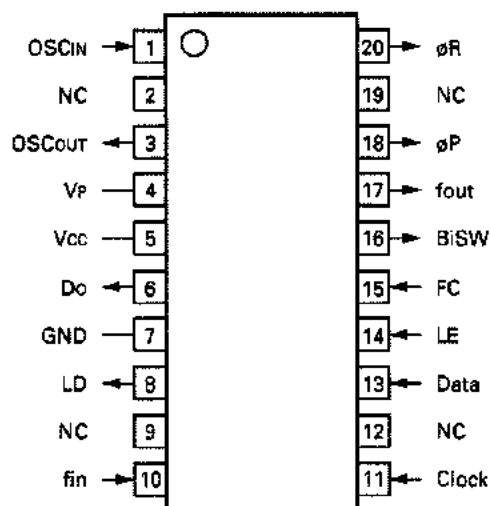 OSCIN 1 20 øR
NC 2 19 NC
OSCOUT 3 18 øP
VP 4 17 fout
VCC 5 16 BiSW
DO 6 15 FC
GND 7 14 LE
LD 8 13 Data
NC 9 12 NC
fin 10 11 Clock